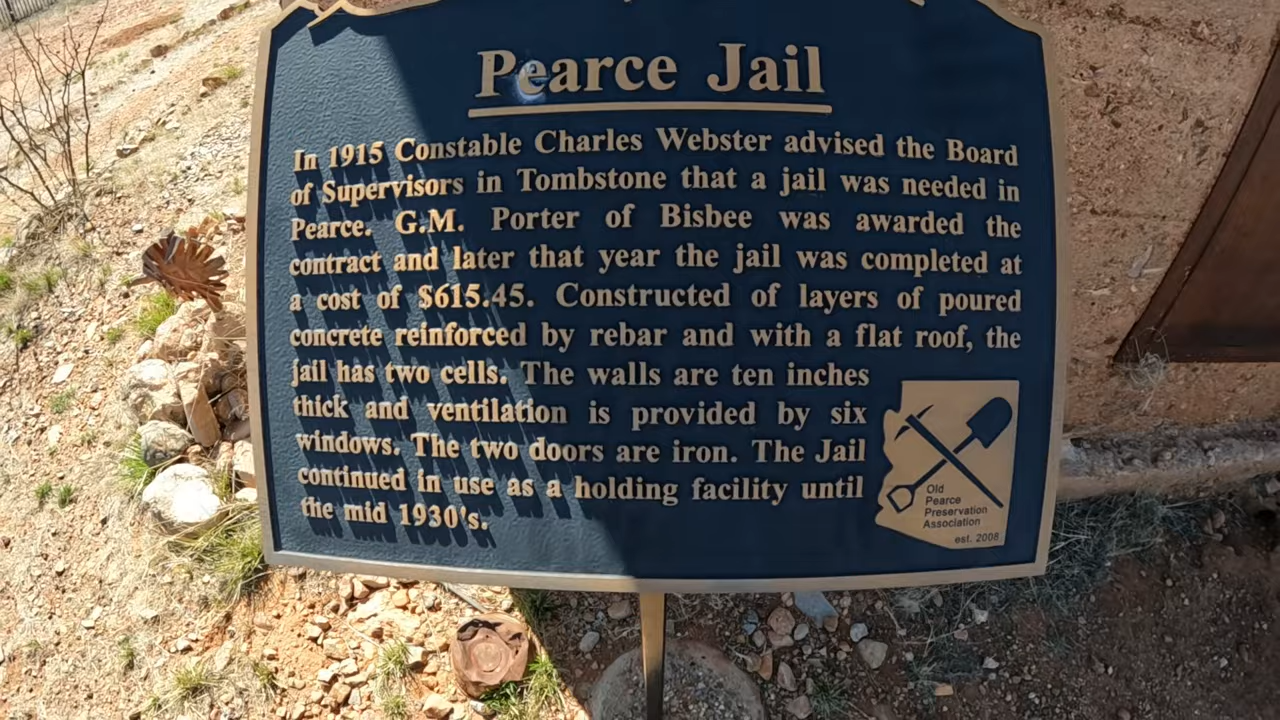 Pearce Jail
In 1915 Constable Charles Webster advised the Board
of Supervisors in Tombstone that a jail was needed in
Pearce. G.M. Porter of Bisbee was awarded the
contract and later that year the jail was completed at
a cost of $615.45. Constructed of layers of poured
concrete reinforced by rebar and with a flat roof, the
jail has two cells. The walls are ten inches
thick and ventilation is provided by six
windows. The two doors are iron. The Jail
continued in use as a holding facility until
the mid 1930's.
Old
Pearce
Preservation
Association
est. 2008